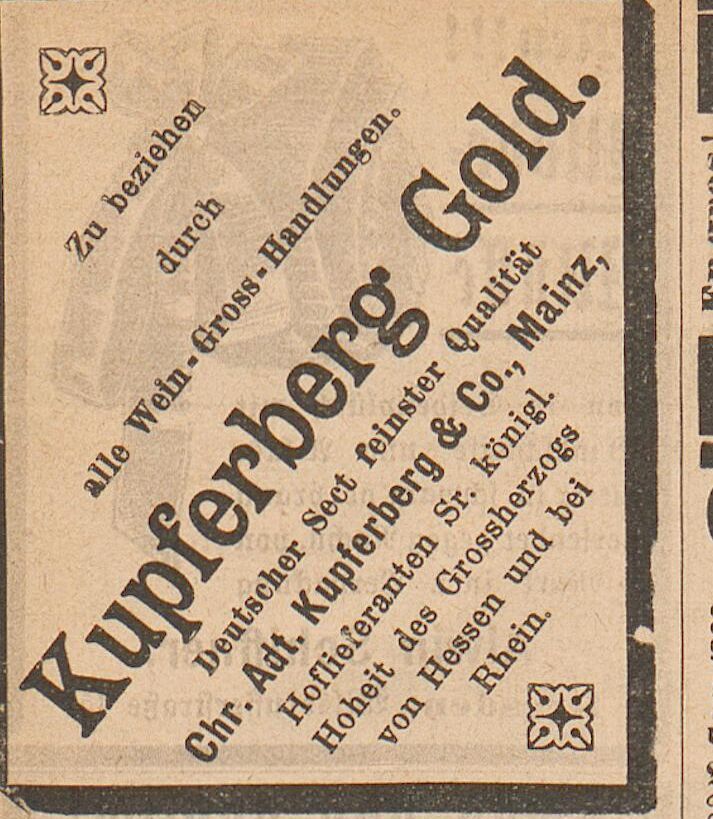 Zu beziehen
durch
alle Wein-Gross-Handlungen.
Kupferberg Gold.
Deutscher Sect feinster Qualität
Chr. Adt. Kupferberg & Co., Mainz,
Hoflieferanten Sr. königl.
Hoheit des Grossherzogs
von Hessen und bei
Rhein.